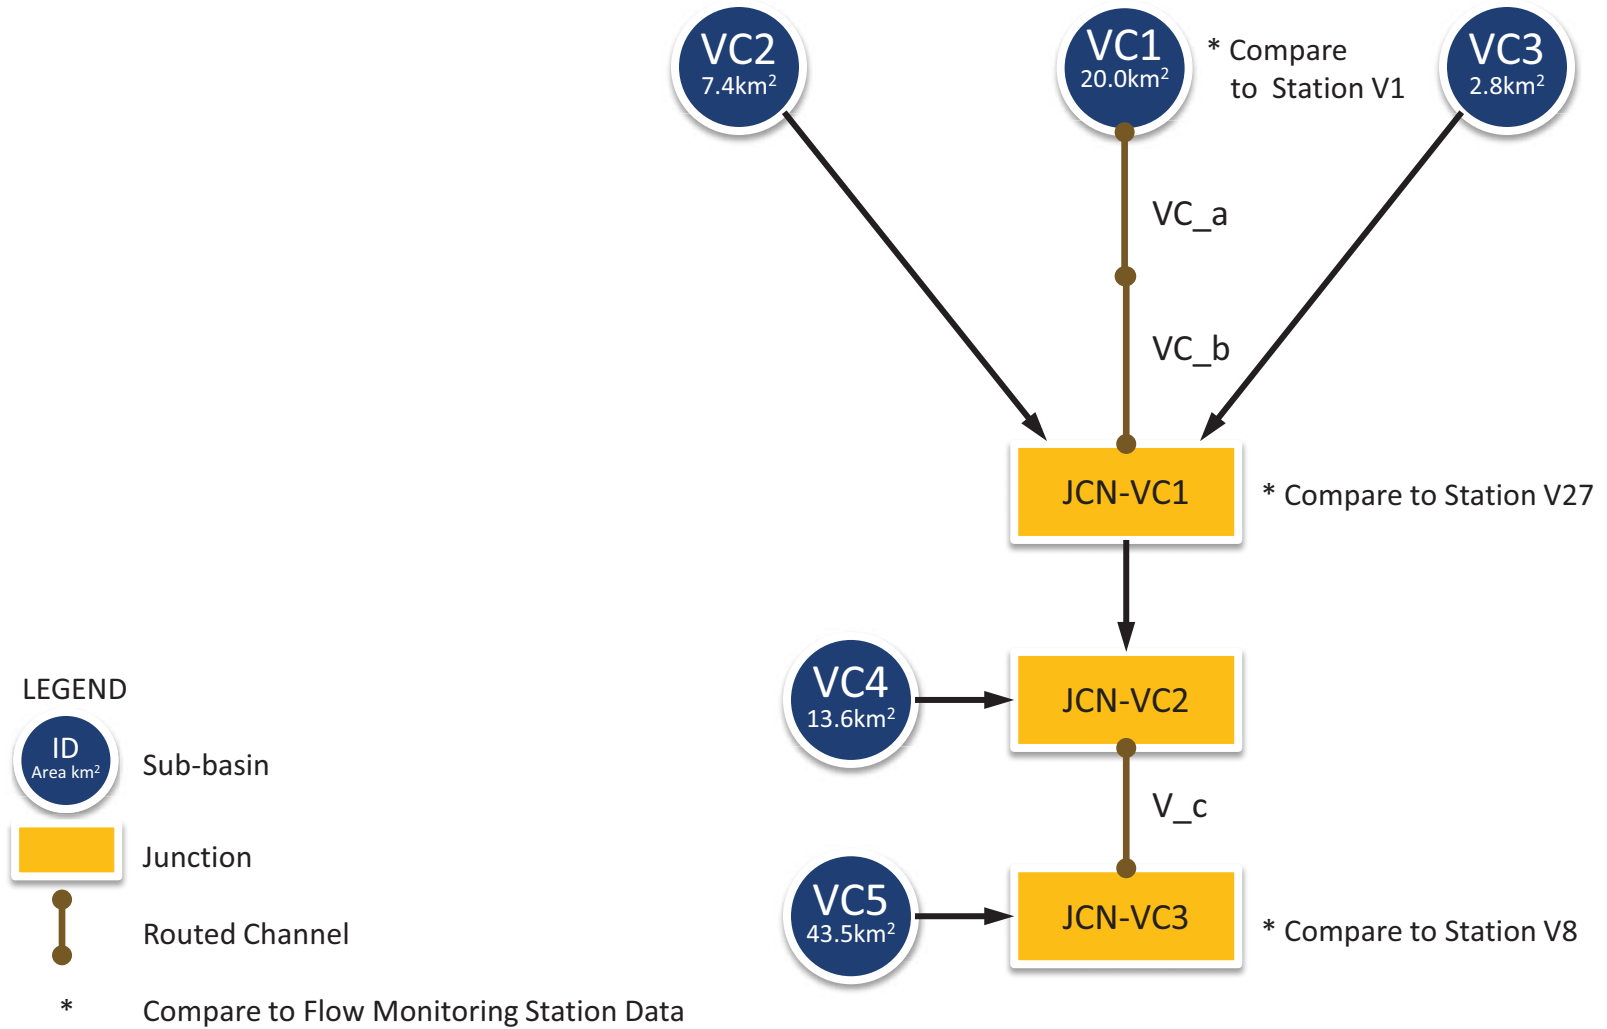 VC2
7.4km²
VC1
20.0km²
* Compare
to Station V1
VC3
2.8km²
VC_a
VC_b
JCN-VC1
* Compare to Station V27
VC4
13.6km²
JCN-VC2
V_c
VC5
43.5km²
JCN-VC3
* Compare to Station V8
LEGEND
ID
Area km²
Sub-basin
Junction
Routed Channel
* Compare to Flow Monitoring Station Data